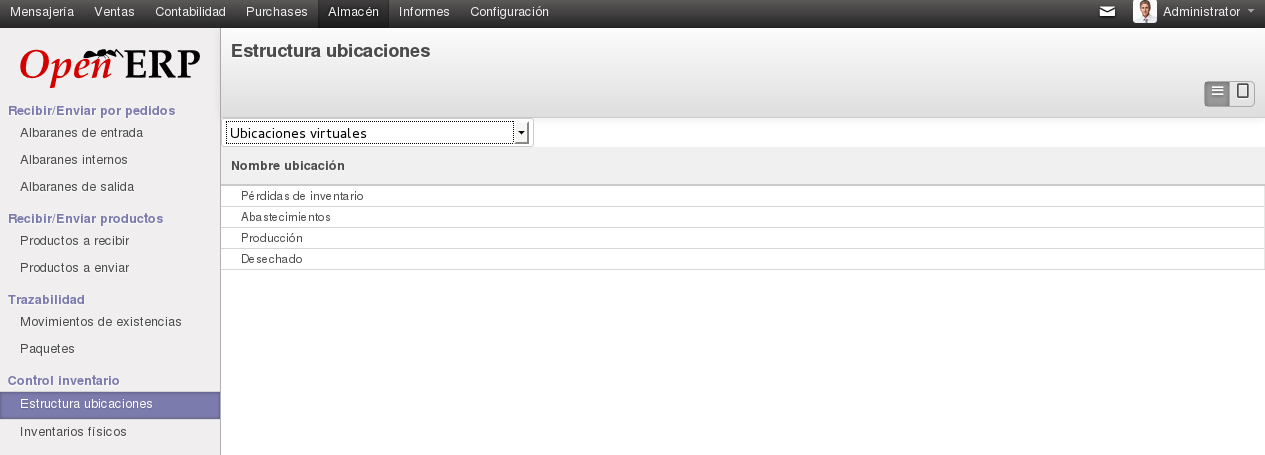 Mensajería Ventas Contabilidad Purchases Almacén Informes Configuración Administrator
Open ERP
Recibir/Enviar por pedidos
Albaranes de entrada
Albaranes internos
Albaranes de salida
Recibir/Enviar productos
Productos a recibir
Productos a enviar
Trazabilidad
Movimientos de existencias
Paquetes
Control inventario
Estructura ubicaciones
Inventarios físicos
Estructura ubicaciones
Ubicaciones virtuales
Nombre ubicación
Pérdidas de inventario
Abastecimientos
Producción
Desechado